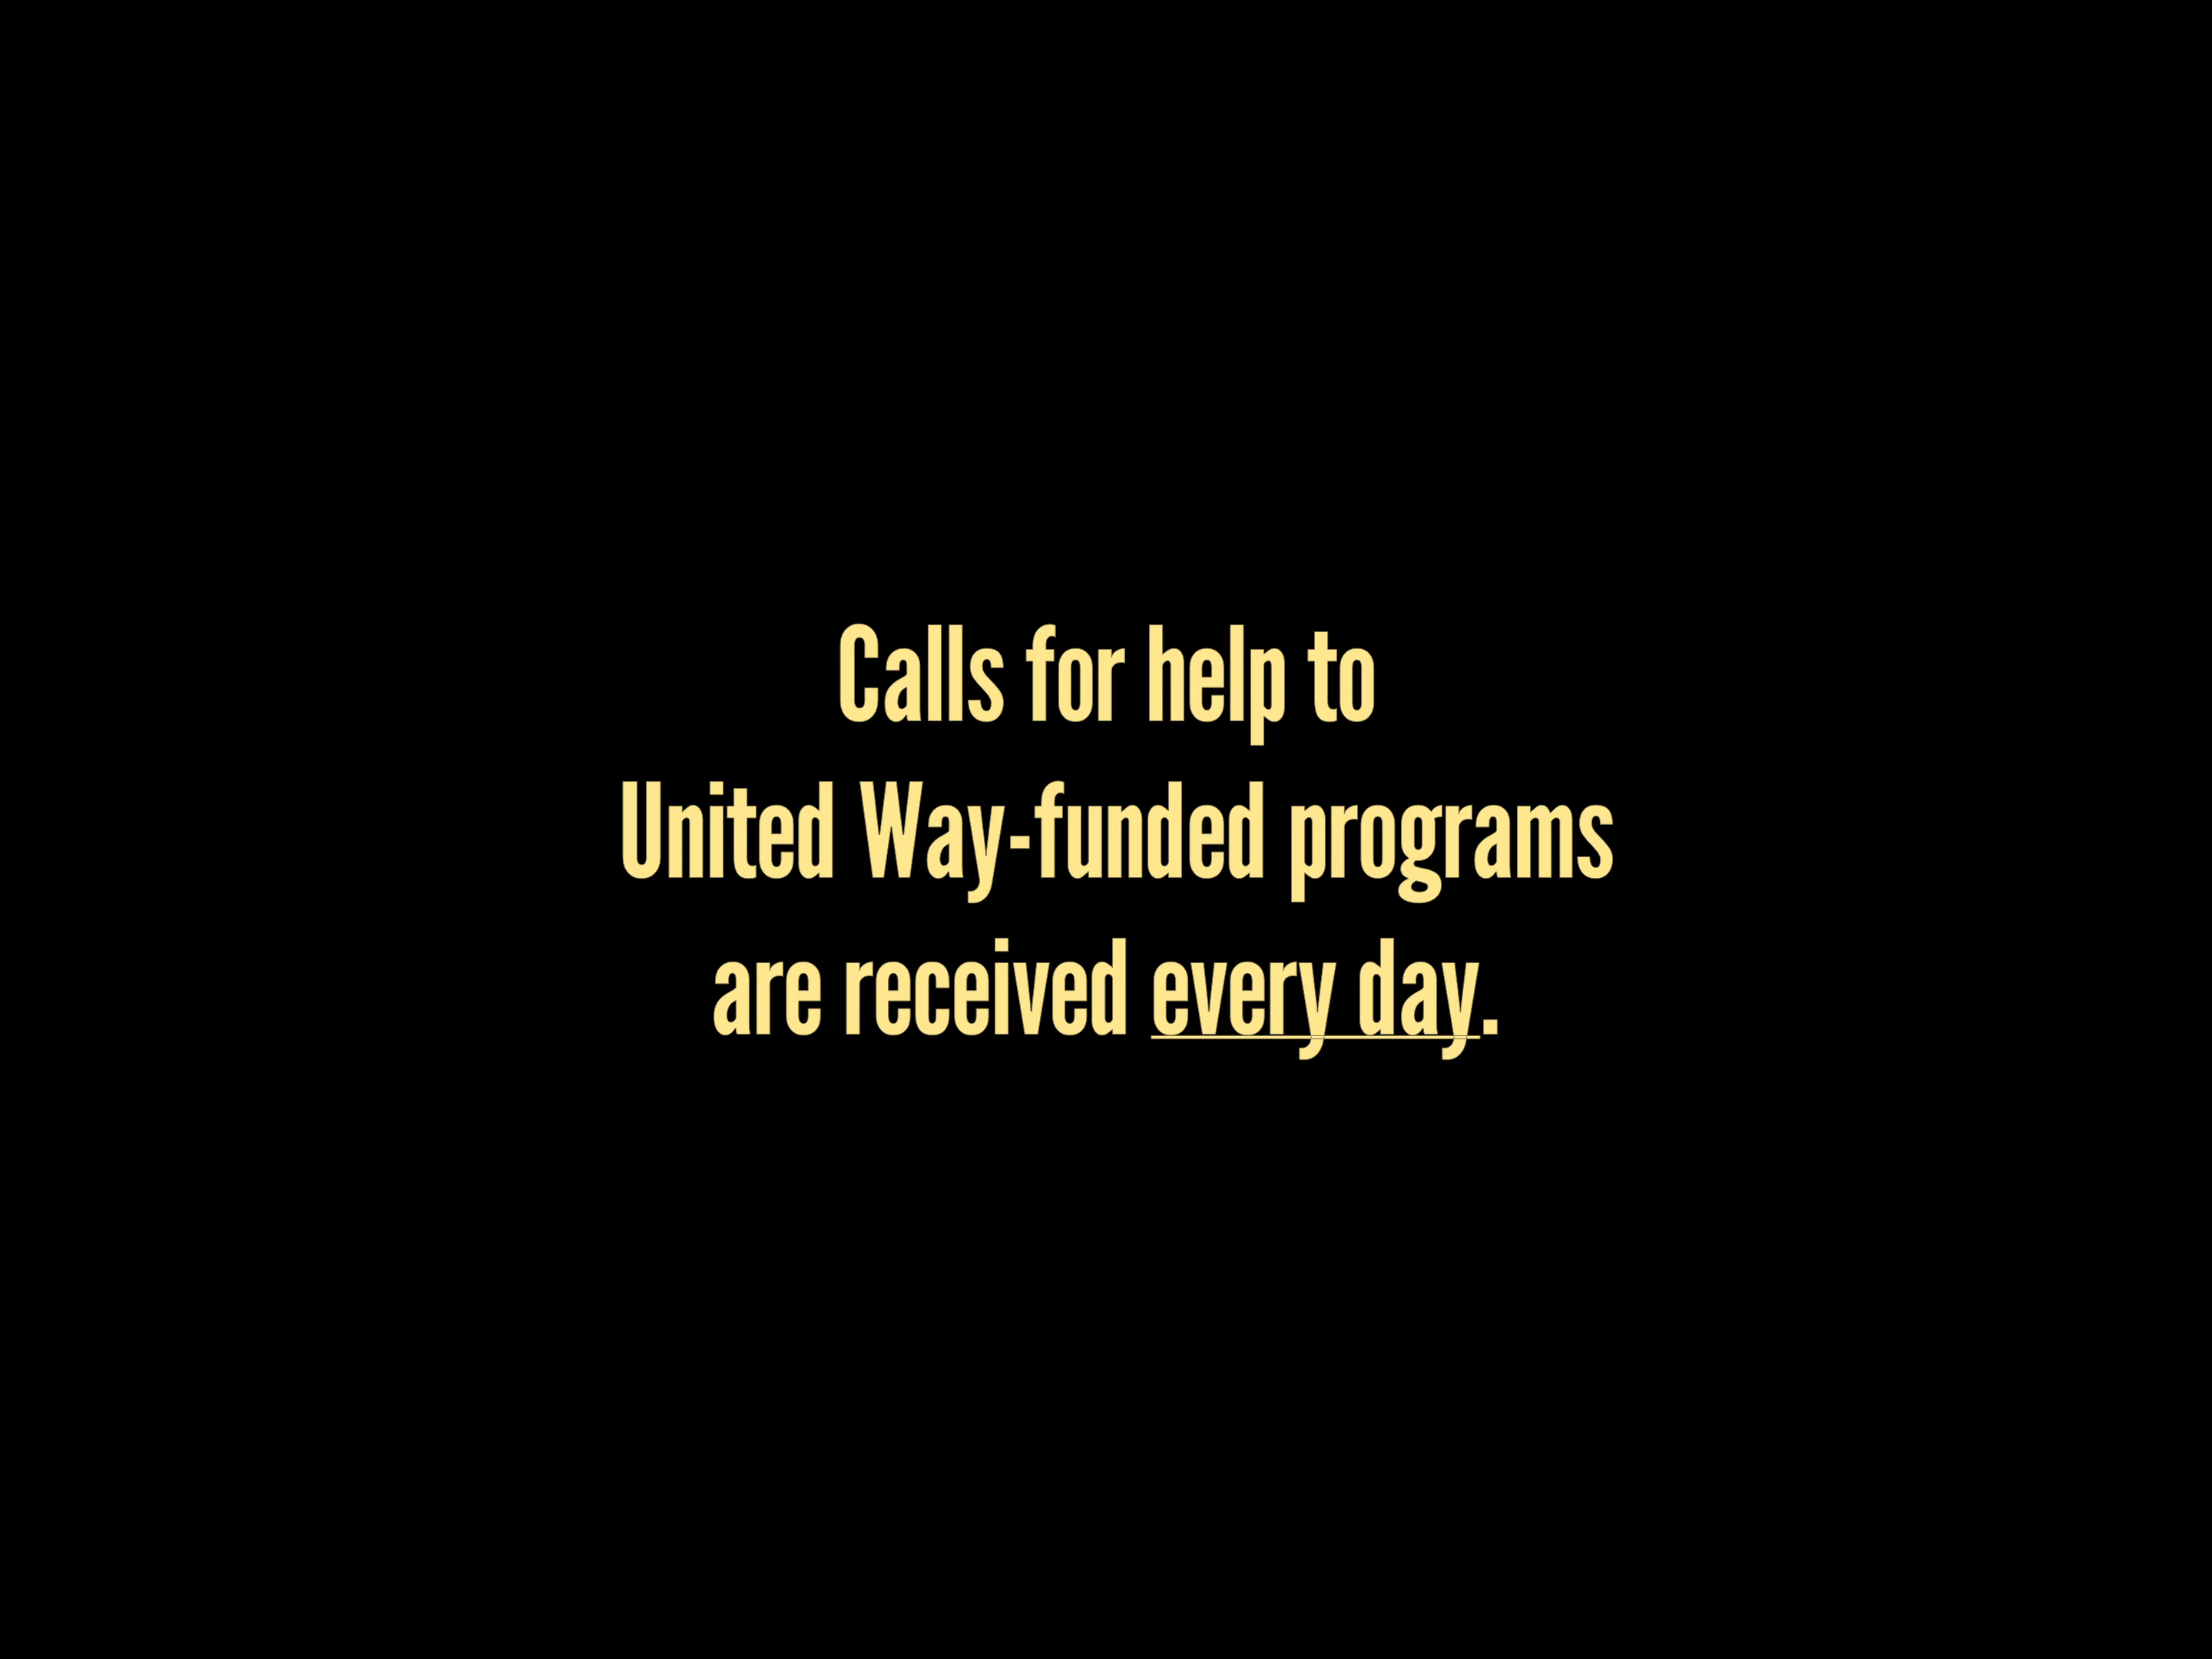 Calls for help to
United Way-funded programs
are received every day.